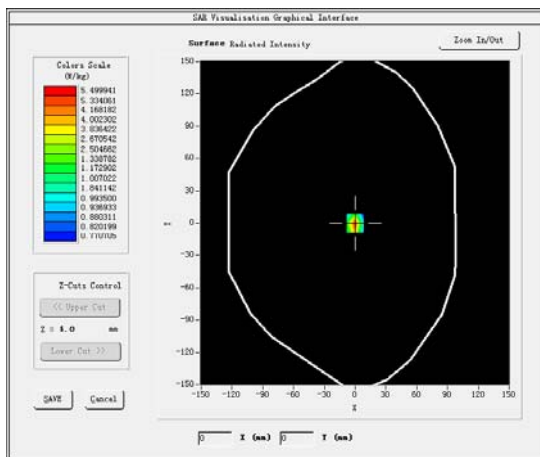 SAR Visualisation Graphical Interface
Surface Radiated Intensity
Zoom In/Out
Colors Scale
(W/kg)
5.499941
5.334061
4.168182
4.002302
3.836422
2.670542
2.504662
1.338782
1.172902
1.007022
1.841142
0.993500
0.938933
0.880311
0.820199
0.770105
Z-Cuts Control
<< Upper Cut
Z = 4.0 mm
Lower Cut >>
SAVE Cancel
150
90
60
30
0
-30
-60
-90
-120
-150
-150 -120 -90 -60 -30 0 30 60 90 120 150
X
0 X (mm) 0 Y (mm)